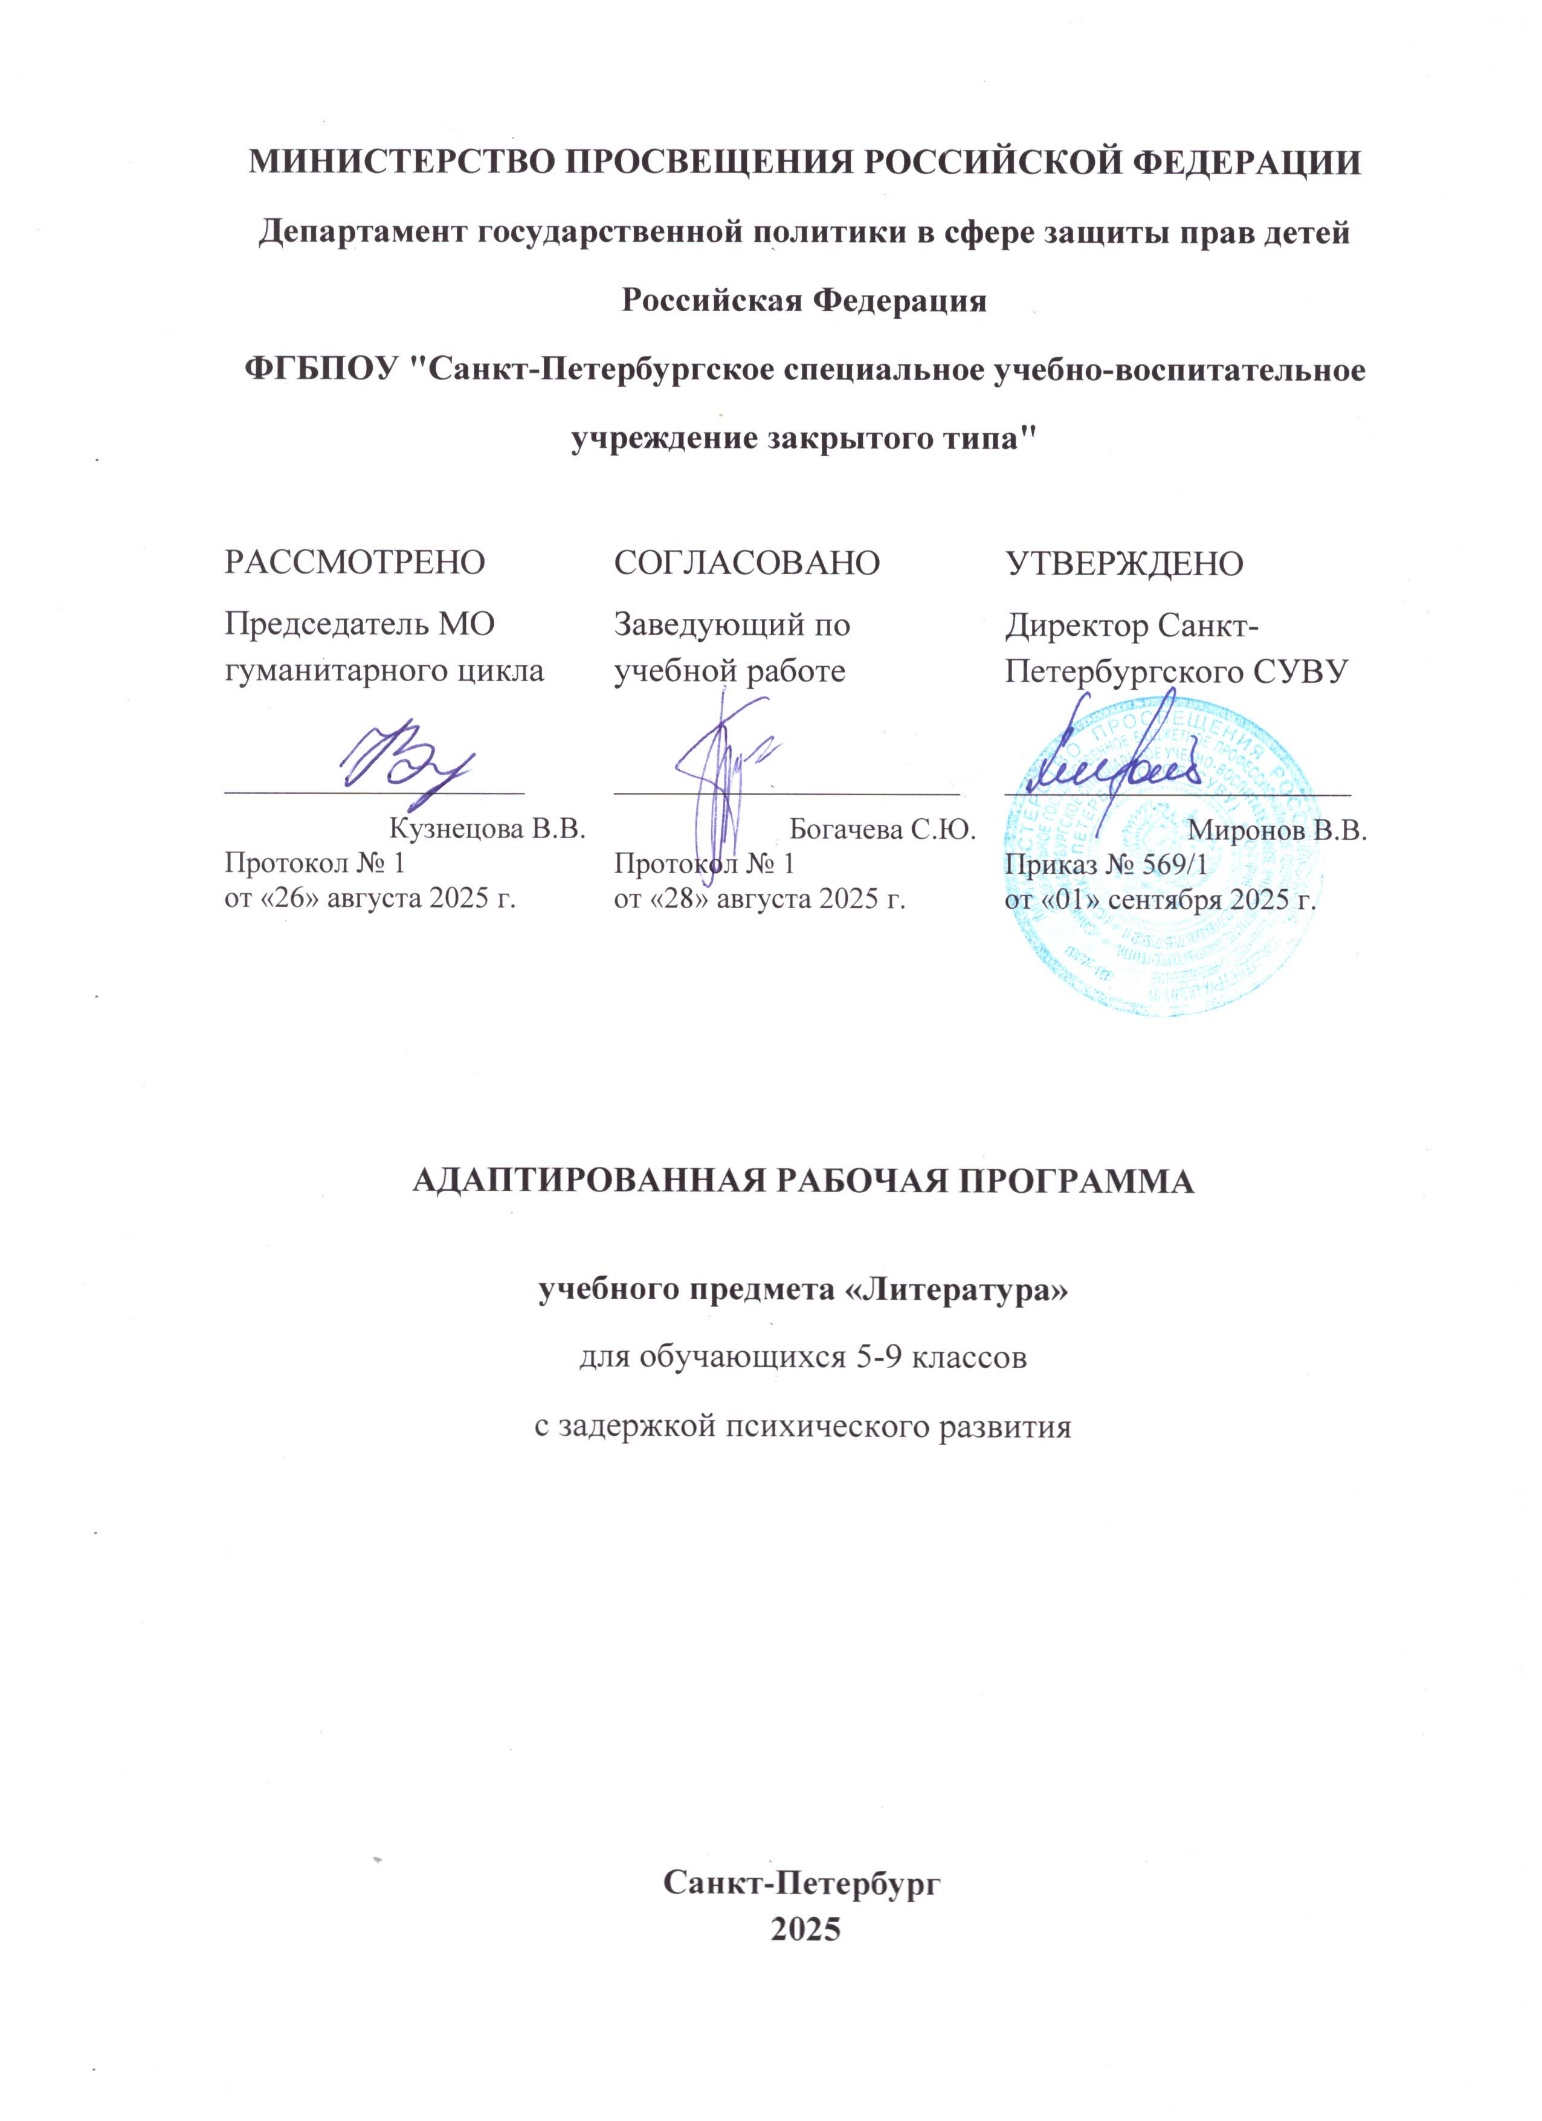 МИНИСТЕРСТВО ПРОСВЕЩЕНИЯ РОССИЙСКОЙ ФЕДЕРАЦИИ
Департамент государственной политики в сфере защиты прав детей
Российская Федерация
ФГБПОУ "Санкт-Петербургское специальное учебно-воспитательное
учреждение закрытого типа"
РАССМОТРЕНО
Председатель МО
гуманитарного цикла
Кузнецова В.В.
Протокол № 1
от «26» августа 2025 г.
СОГЛАСОВАНО
Заведующий по
учебной работе
Богачева С.Ю.
Протокол № 1
от «28» августа 2025 г.
УТВЕРЖДЕНО
Директор Санкт-
Петербургского СУВУ
Миронов В.В.
Приказ № 569/1
от «01» сентября 2025 г.
АДАПТИРОВАННАЯ РАБОЧАЯ ПРОГРАММА
учебного предмета «Литература»
для обучающихся 5-9 классов
с задержкой психического развития
Санкт-Петербург
2025